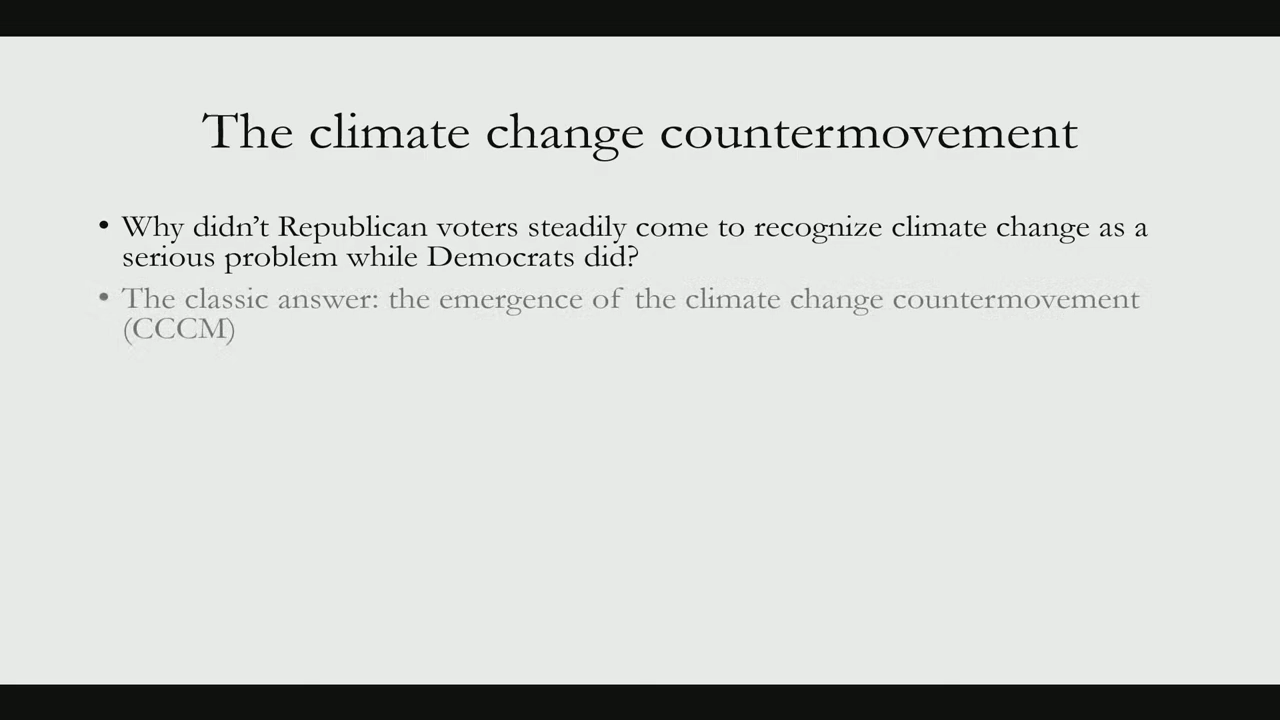 The climate change countermovement
• Why didn’t Republican voters steadily come to recognize climate change as a
serious problem while Democrats did?
• The classic answer: the emergence of the climate change countermovement
(CCCM)